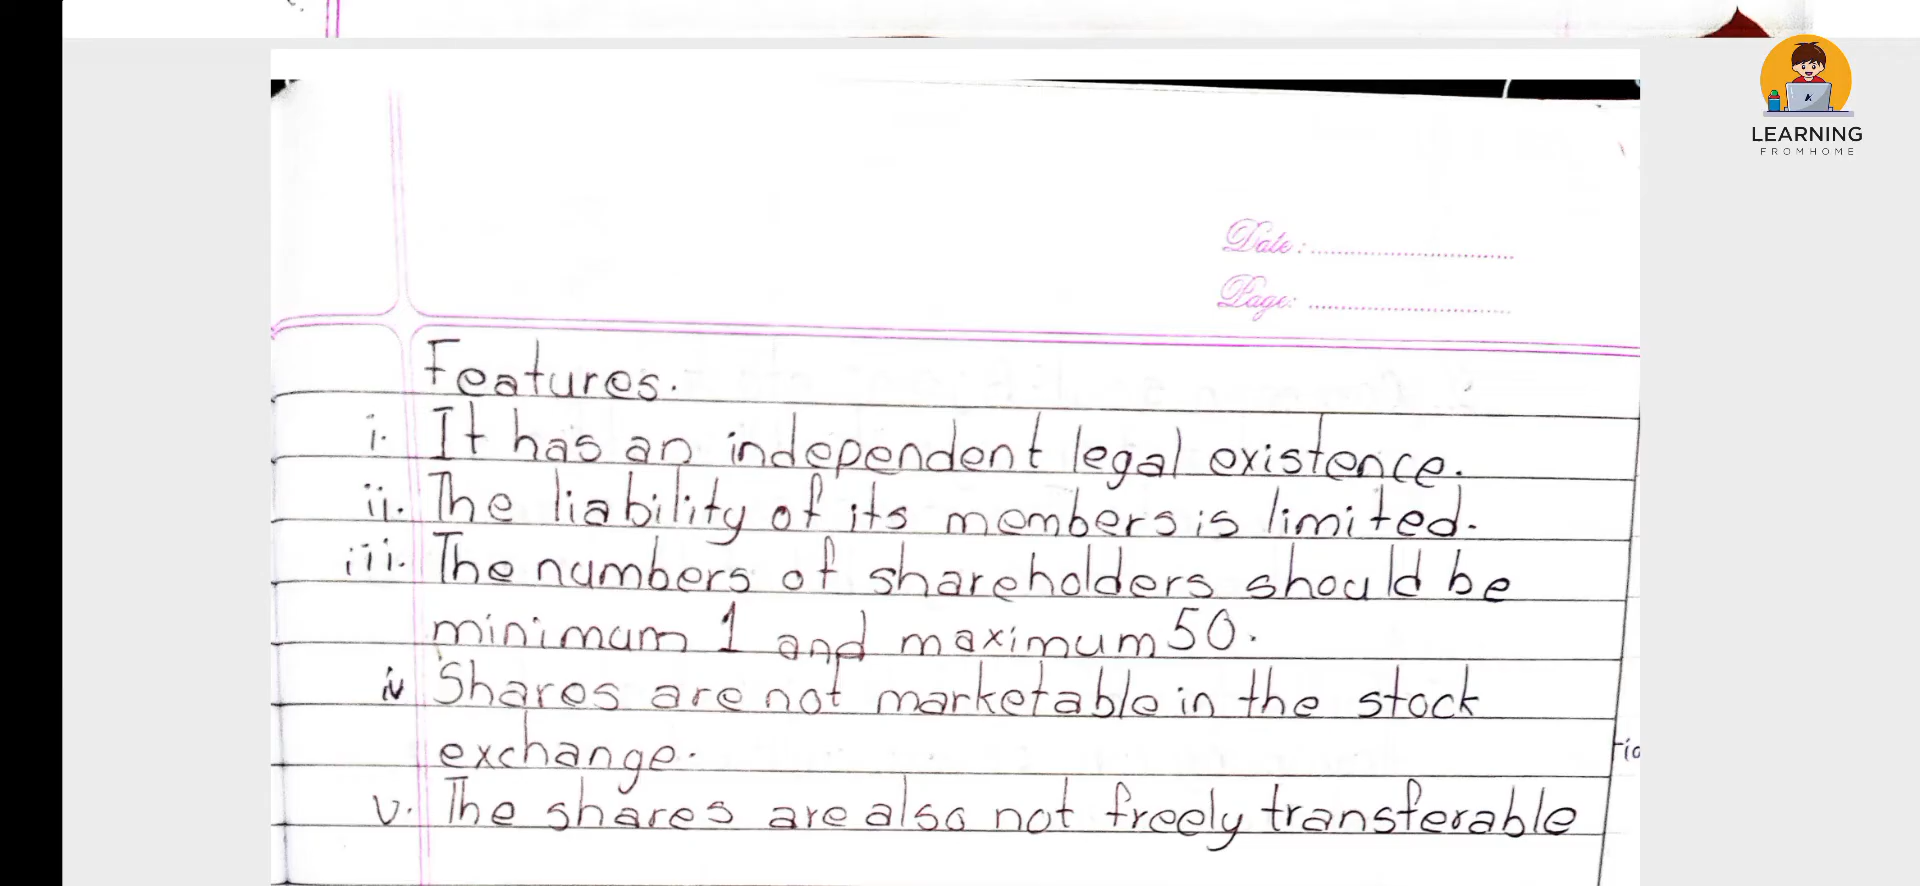 LEARNING
FROMHOME
Date:
Page:
Features.
i. It has an independent legal existence.
ii. The liability of its members is limited.
iii. The numbers of shareholders should be
minimum 1 and maximum 50.
iv Shares are not marketable in the stock
exchange.
v. The shares are also not freely transferable